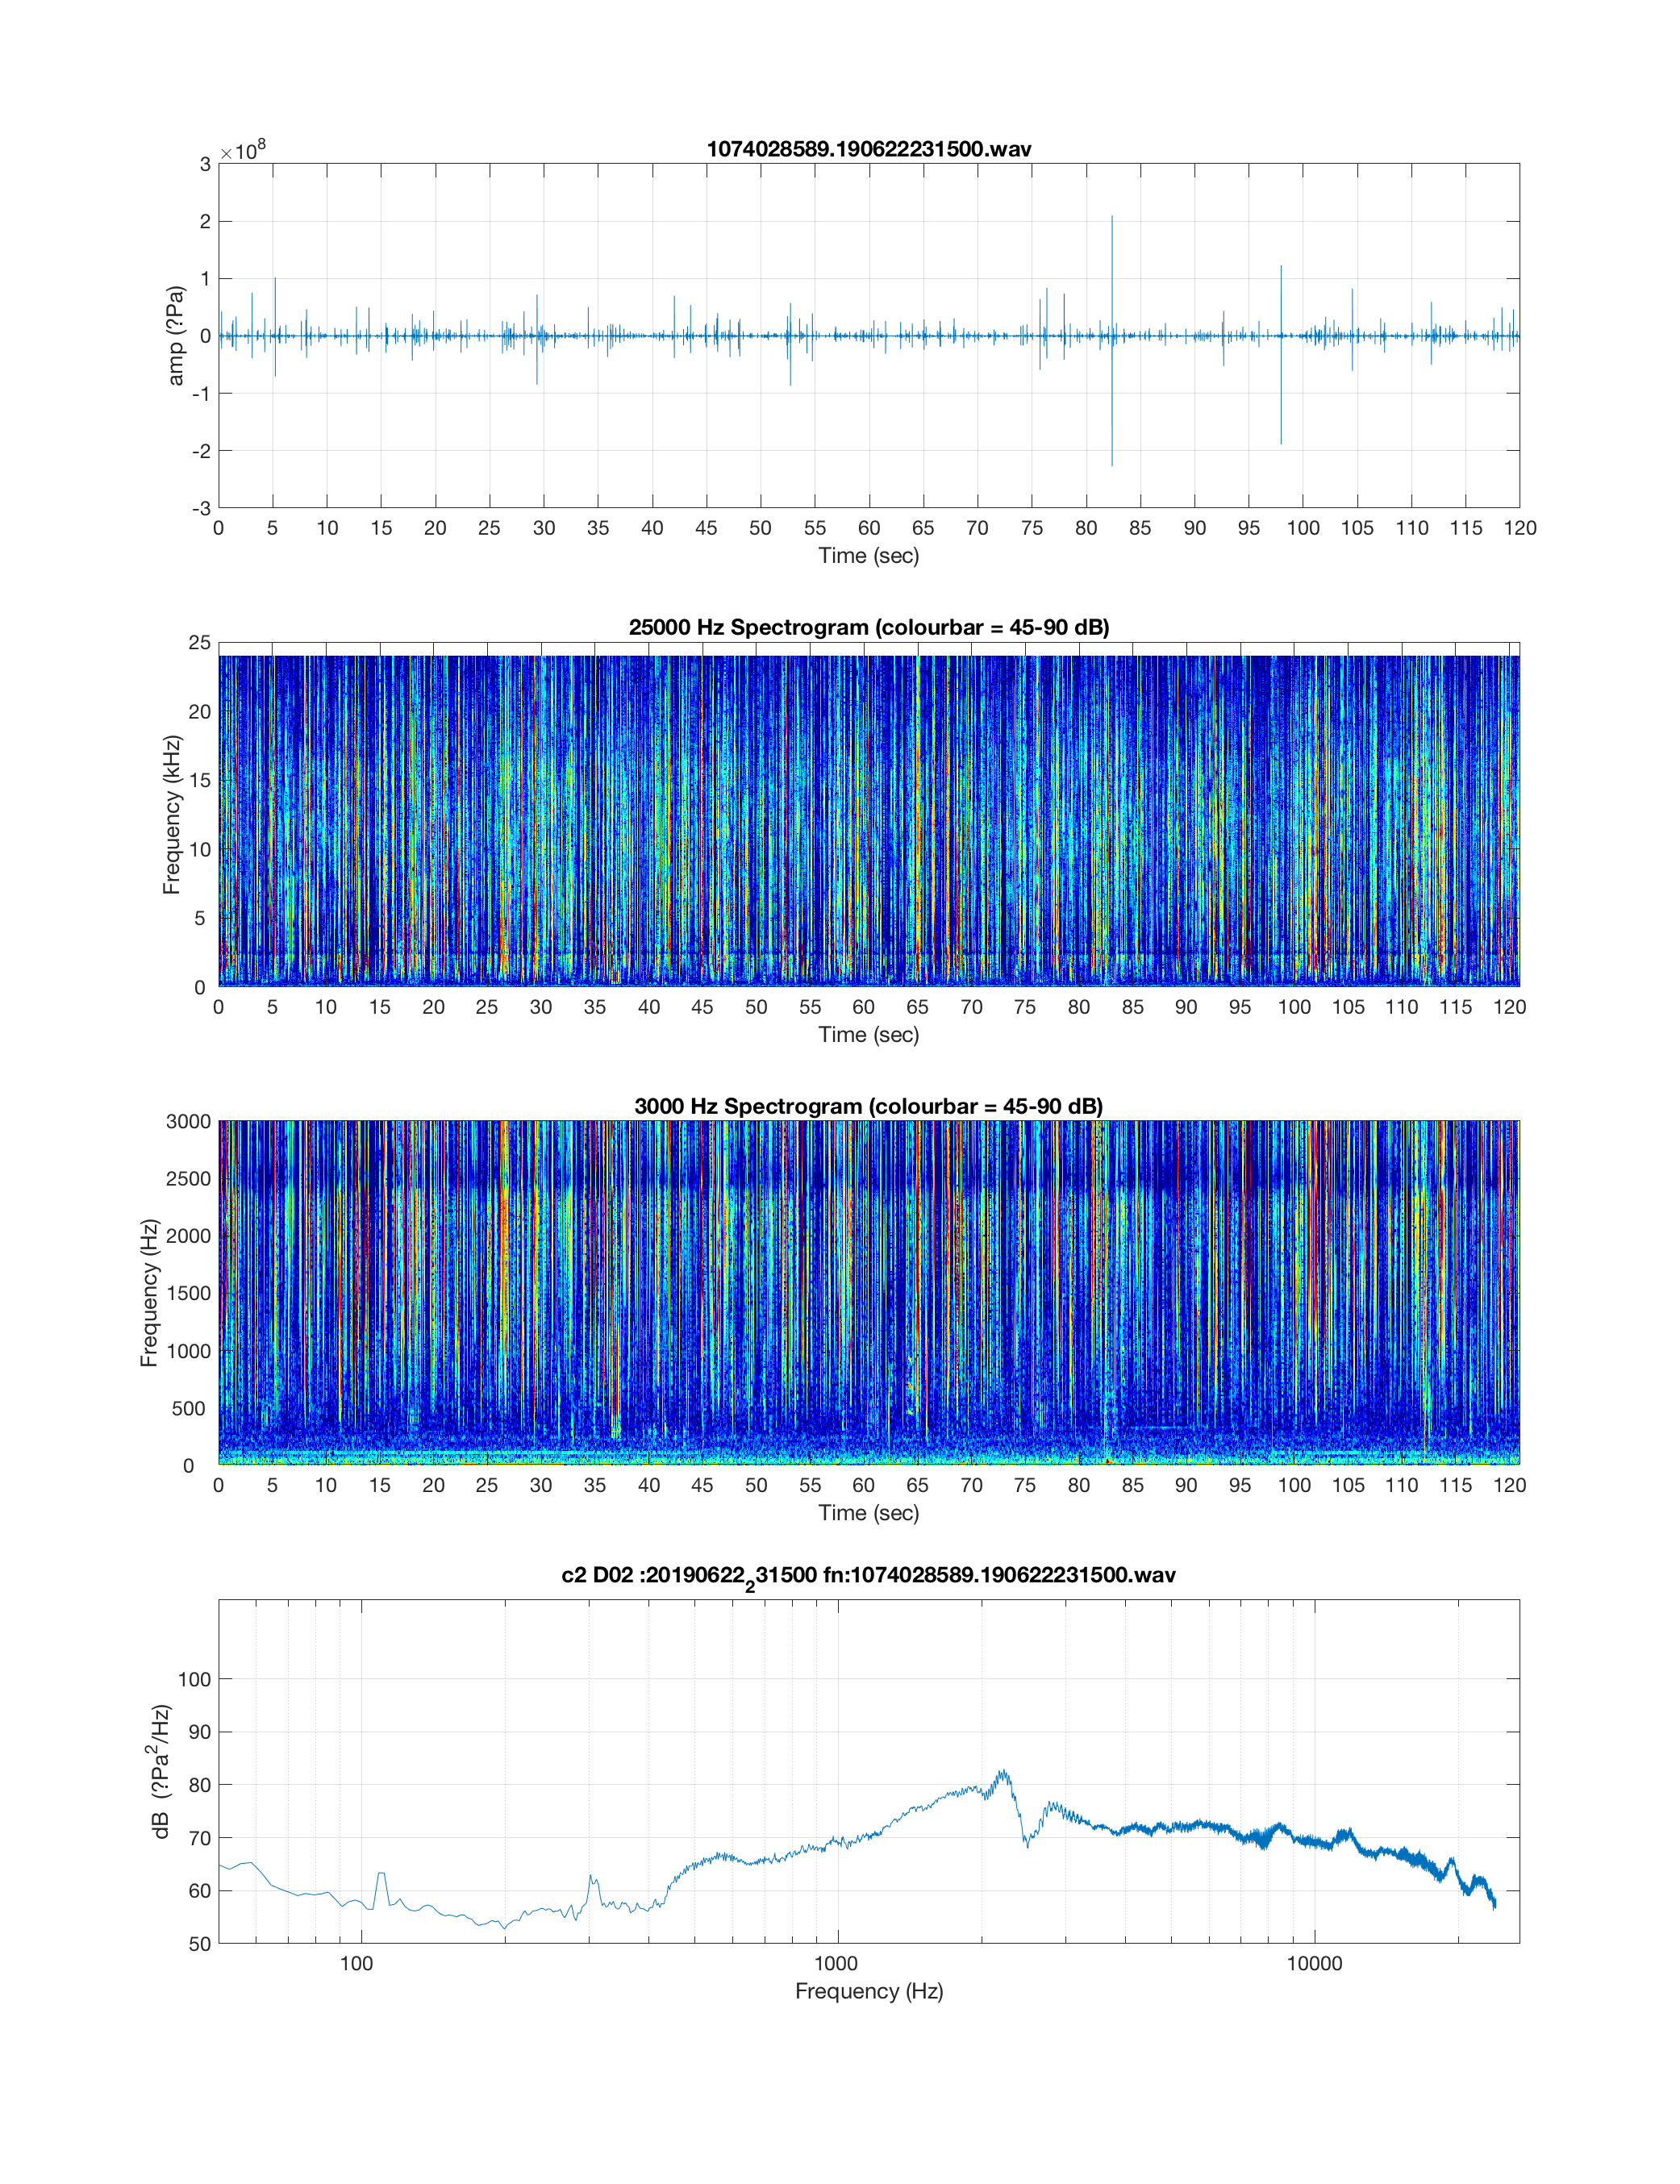 1074028589.190622231500.wav
×10^8
3
2
1
0
-1
-2
-3
amp (?Pa)
0 5 10 15 20 25 30 35 40 45 50 55 60 65 70 75 80 85 90 95 100 105 110 115 120
Time (sec)
25000 Hz Spectrogram (colourbar = 45-90 dB)
25
20
15
10
5
0
Frequency (kHz)
0 5 10 15 20 25 30 35 40 45 50 55 60 65 70 75 80 85 90 95 100 105 110 115 120
Time (sec)
3000 Hz Spectrogram (colourbar = 45-90 dB)
3000
2500
2000
1500
1000
500
0
Frequency (Hz)
0 5 10 15 20 25 30 35 40 45 50 55 60 65 70 75 80 85 90 95 100 105 110 115 120
Time (sec)
c2 D02 :20190622_231500 fn:1074028589.190622231500.wav
100
90
80
70
60
50
dB (?Pa^2/Hz)
100 1000 10000
Frequency (Hz)